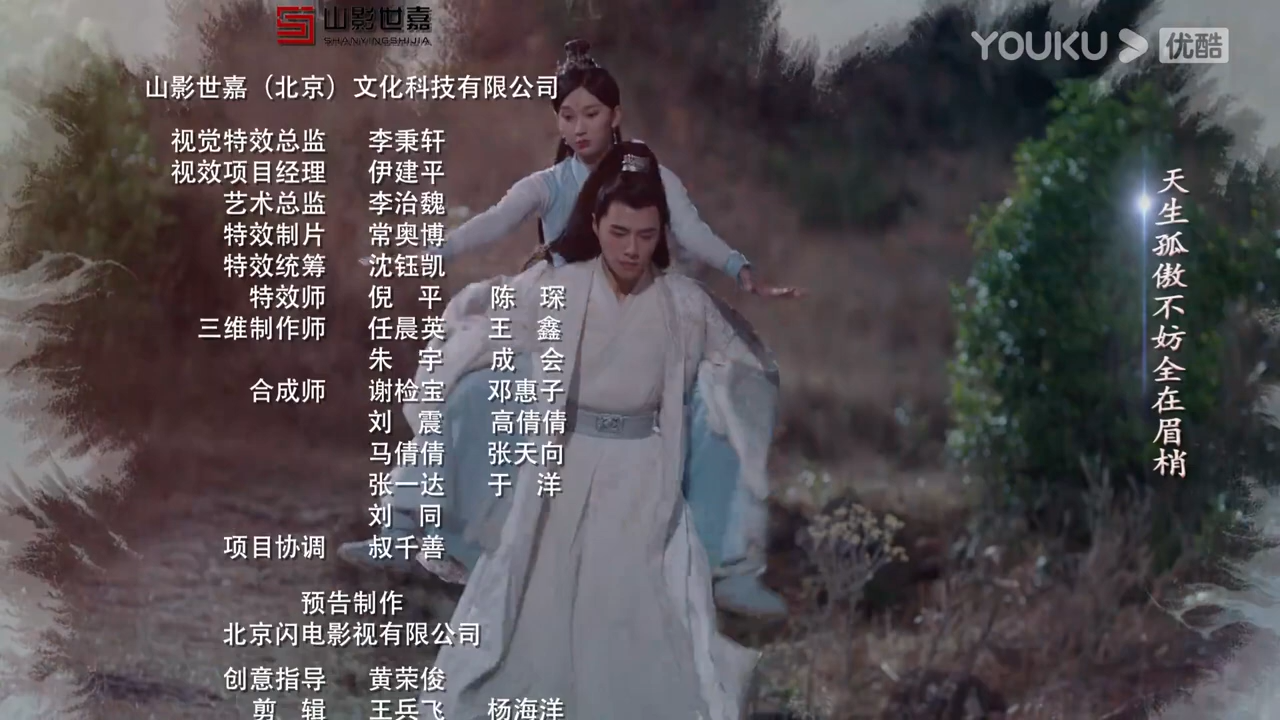 山影世嘉
SHANYINGSHIJIA
YOUKU 优酷
山影世嘉（北京）文化科技有限公司
视觉特效总监 李秉轩
视效项目经理 伊建平
艺术总监 李治魏
特效制片 常奥博
特效统筹 沈钰凯
特效师 倪 平 陈 琛
三维制作师 任晨英 王 鑫
朱 宇 成 会
合成师 谢检宝 邓惠子
刘 震 高倩倩
马倩倩 张天向
张一达 于 洋
刘 同
项目协调 叔千善
预告制作
北京闪电影视有限公司
创意指导 黄荣俊
剪 辑 王兵飞 杨海洋
天生孤傲不妨全在眉梢